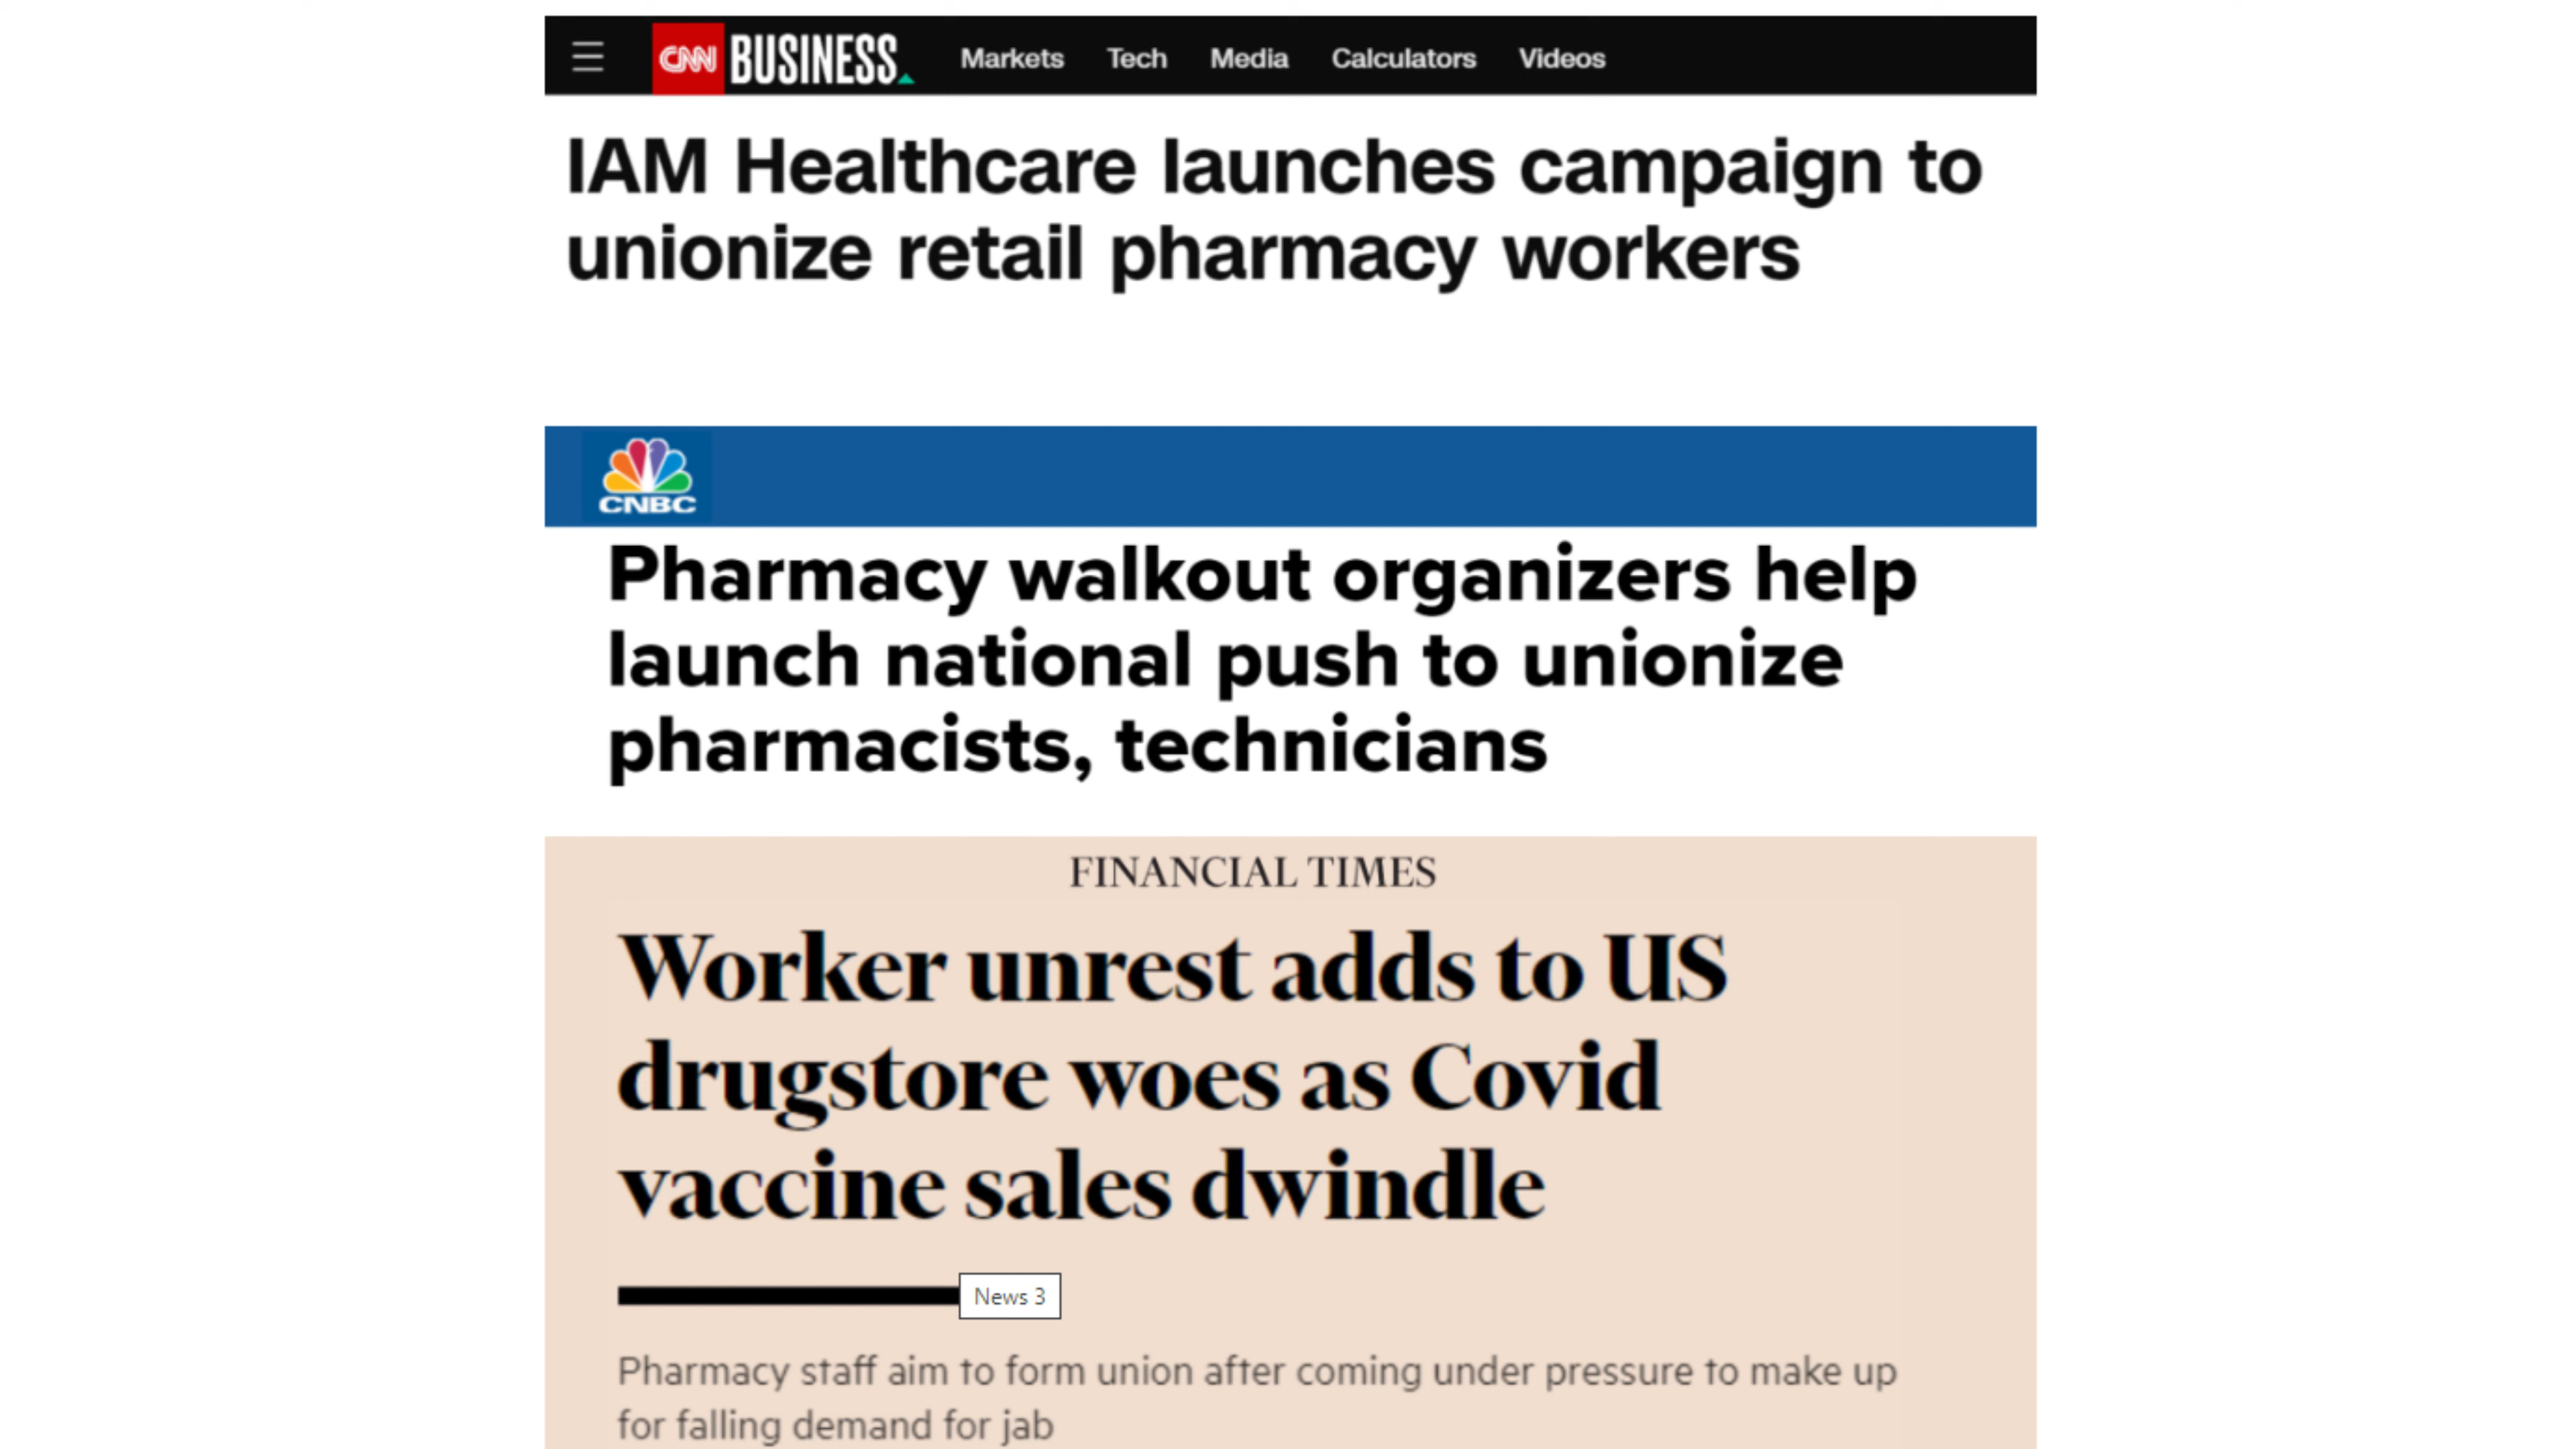 CNN BUSINESS Markets Tech Media Calculators Videos
IAM Healthcare launches campaign to
unionize retail pharmacy workers
CNBC
Pharmacy walkout organizers help
launch national push to unionize
pharmacists, technicians
FINANCIAL TIMES
Worker unrest adds to US
drugstore woes as Covid
vaccine sales dwindle
News 3
Pharmacy staff aim to form union after coming under pressure to make up
for falling demand for jab